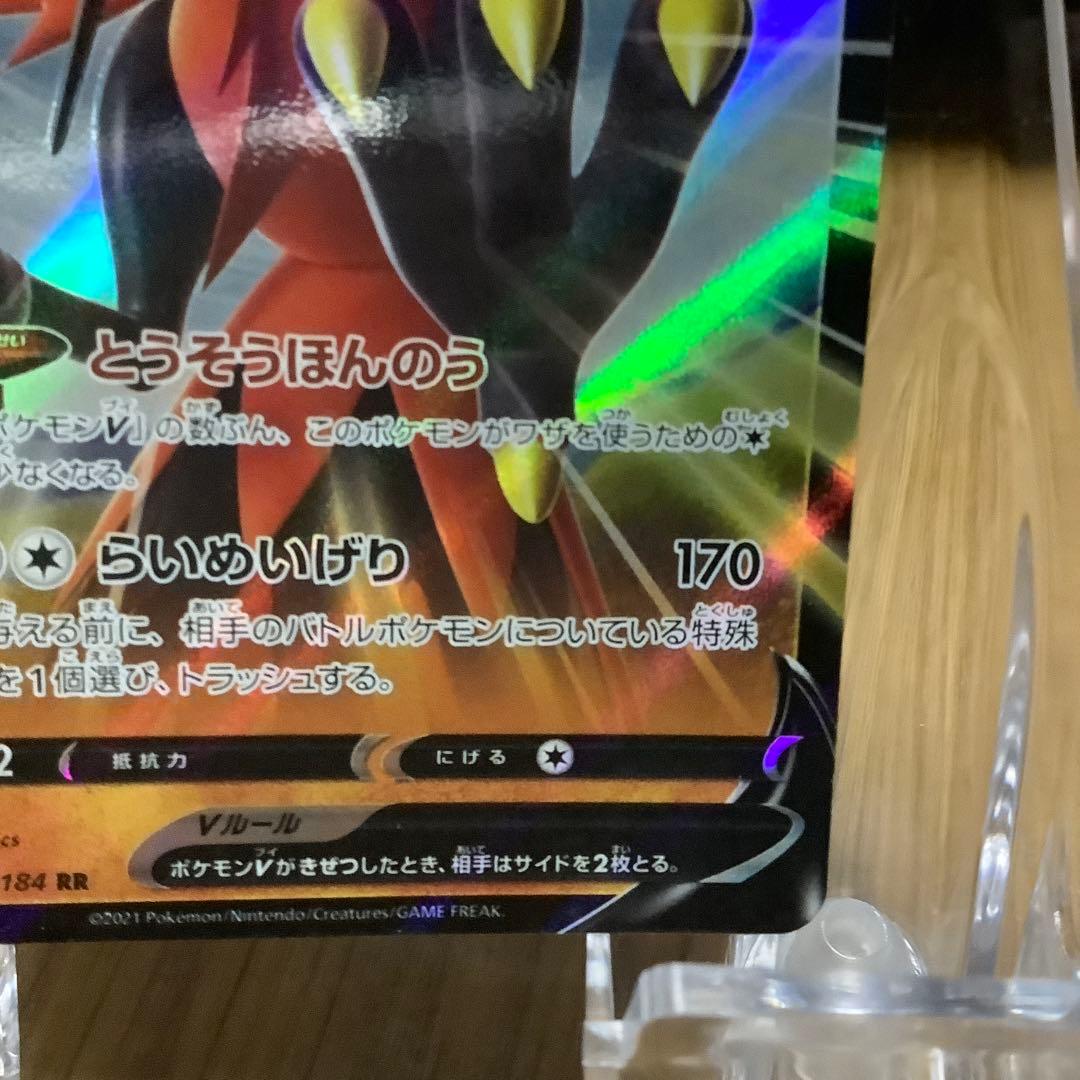 せい とうそうほんのう
ポケモンV」の数ぶん、このポケモンがワザを使うための
少なくなる。
らいめいげり 170
与える前に、相手のバトルポケモンについている特殊
を1個選び、トラッシュする。
2 抵抗力 にげる
Vルール
ポケモンVがきぜつしたとき、相手はサイドを2枚とる。
cs
184 RR
©2021 Pokémon/Nintendo/Creatures/GAME FREAK.